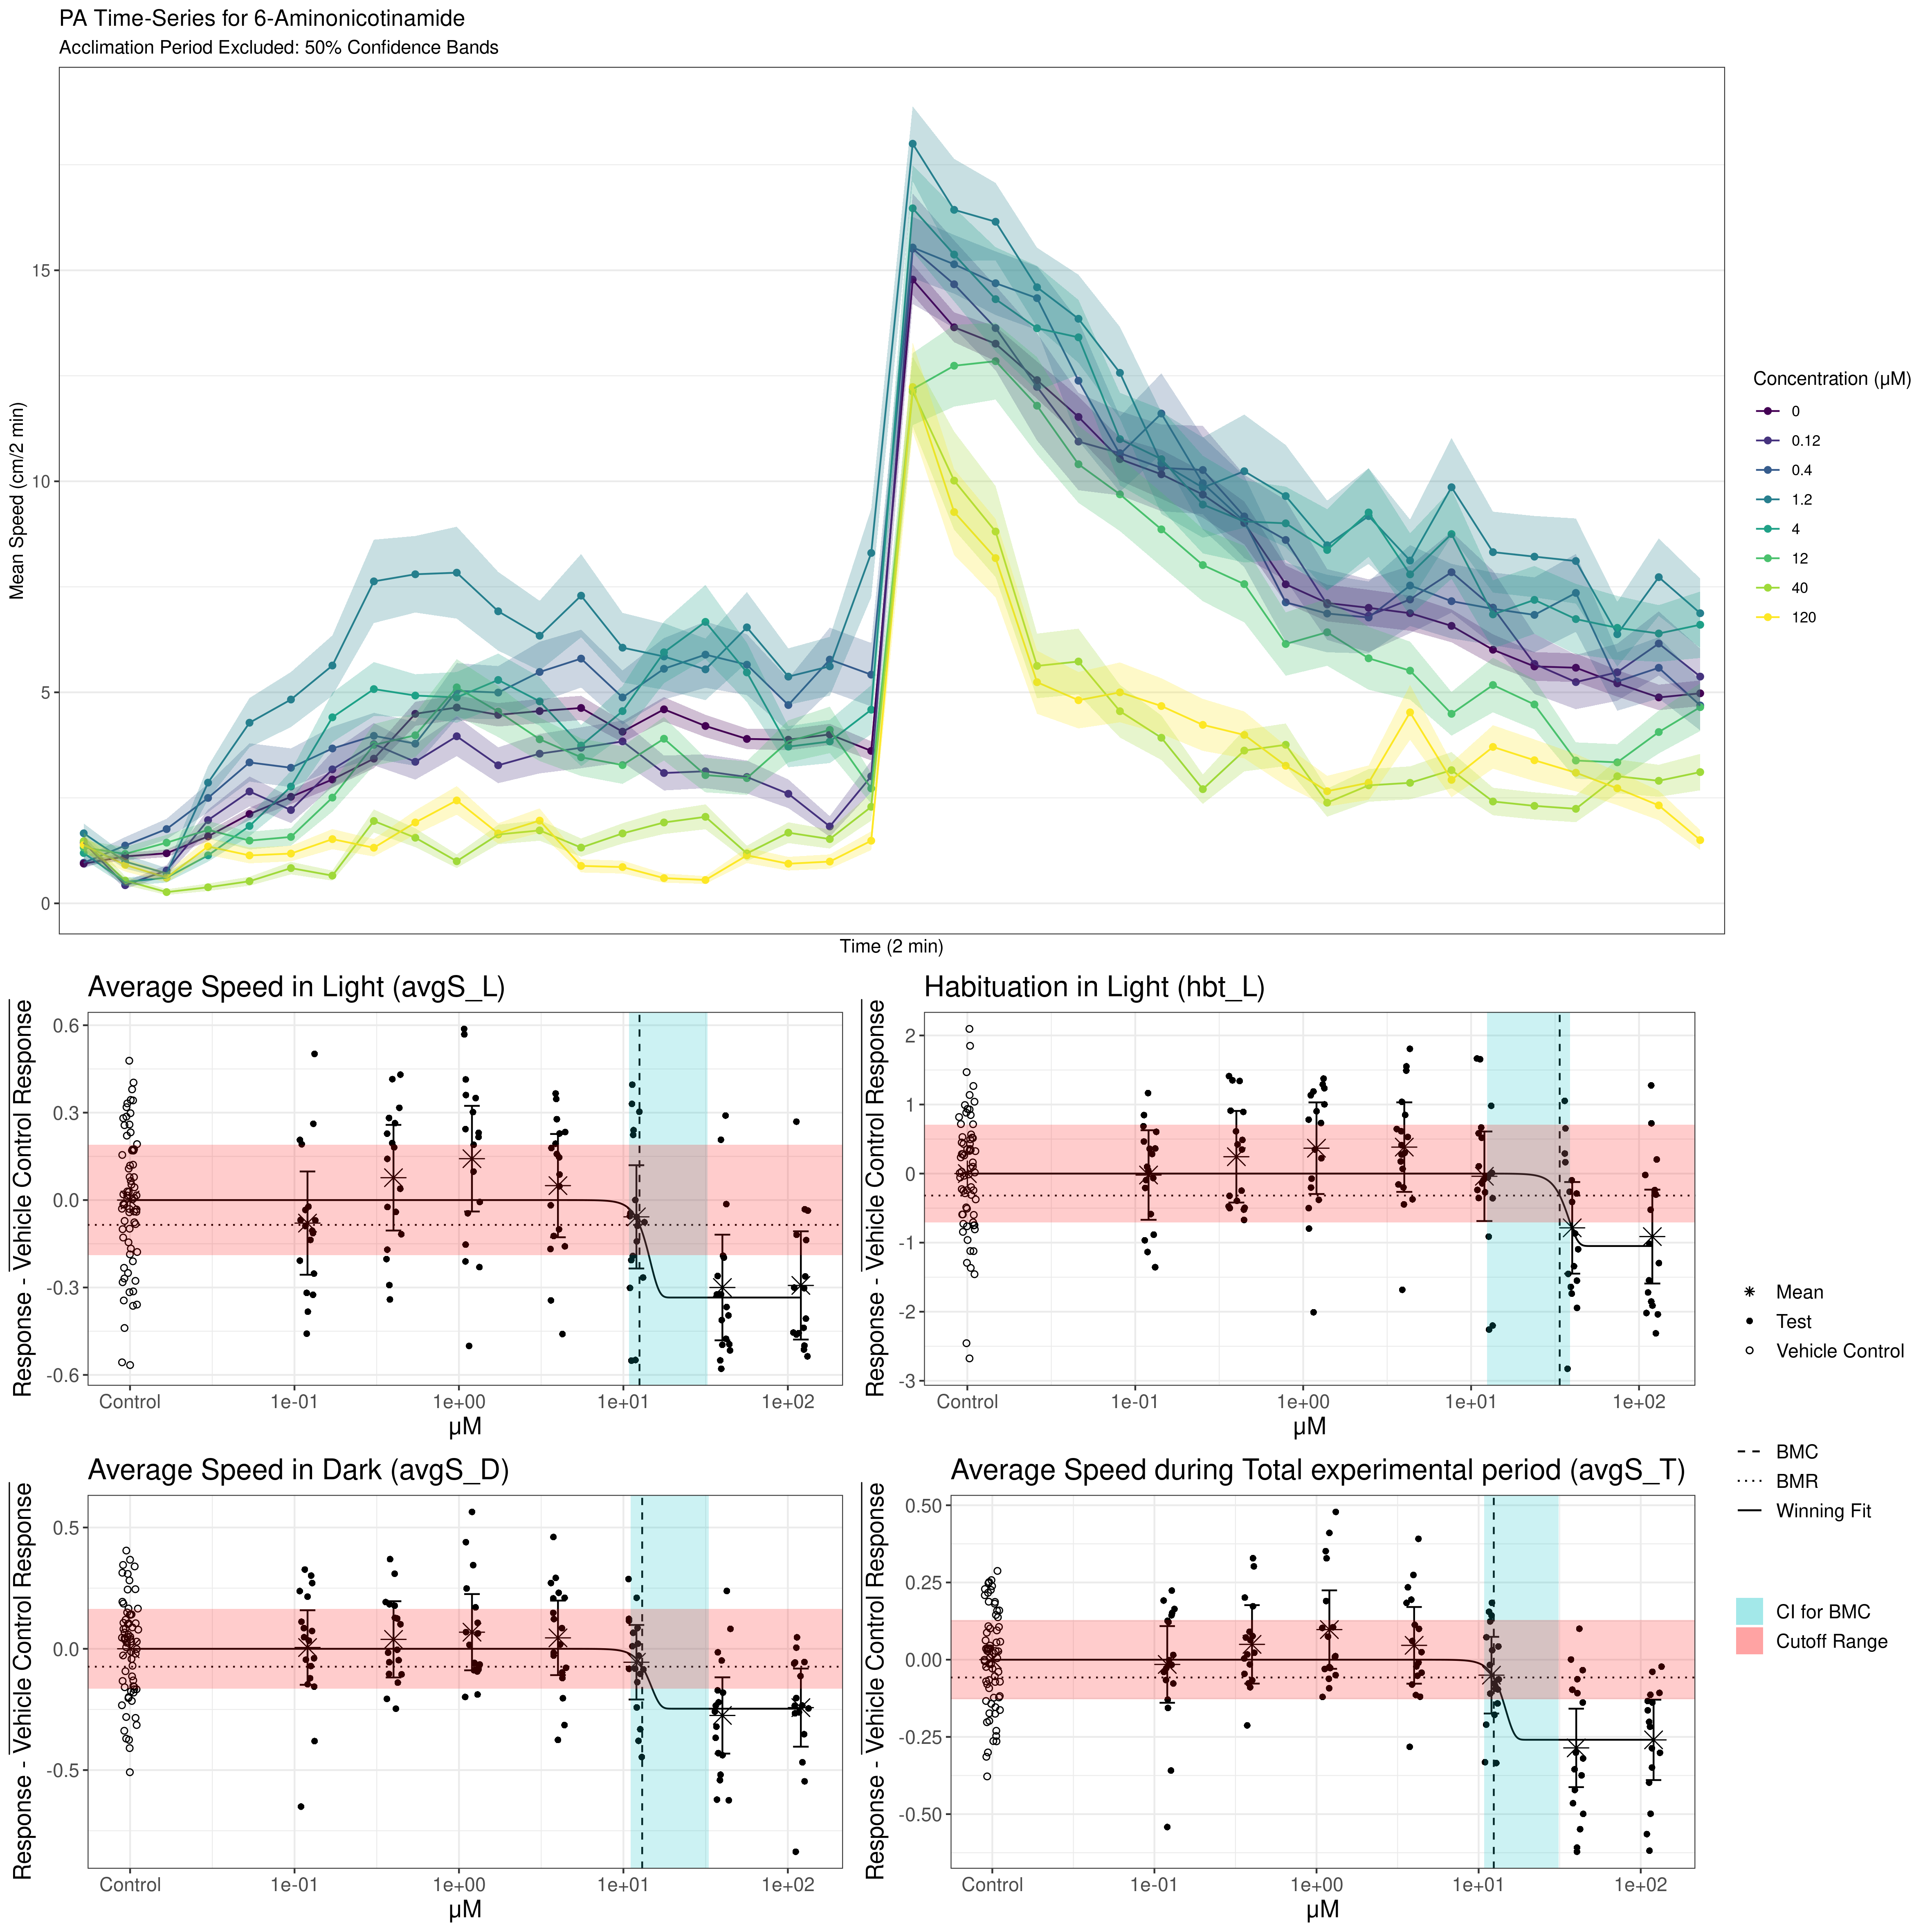 PA Time-Series for 6-Aminonicotinamide
Acclimation Period Excluded: 50% Confidence Bands
Mean Speed (cm/2 min)
15
10
5
0
Time (2 min)
Concentration (µM)
0
0.12
0.4
1.2
4
12
40
120
Average Speed in Light (avgS_L)
Response - Vehicle Control Response
0.6
0.3
0.0
-0.3
-0.6
Control
1e-01
1e+00
1e+01
1e+02
µM
Habituation in Light (hbt_L)
Response - Vehicle Control Response
2
1
0
-1
-2
-3
Control
1e-01
1e+00
1e+01
1e+02
µM
Average Speed in Dark (avgS_D)
Response - Vehicle Control Response
0.5
0.0
-0.5
Control
1e-01
1e+00
1e+01
1e+02
µM
Average Speed during Total experimental period (avgS_T)
Response - Vehicle Control Response
0.50
0.25
0.00
-0.25
-0.50
Control
1e-01
1e+00
1e+01
1e+02
µM
Mean
Test
Vehicle Control
BMC
BMR
Winning Fit
CI for BMC
Cutoff Range